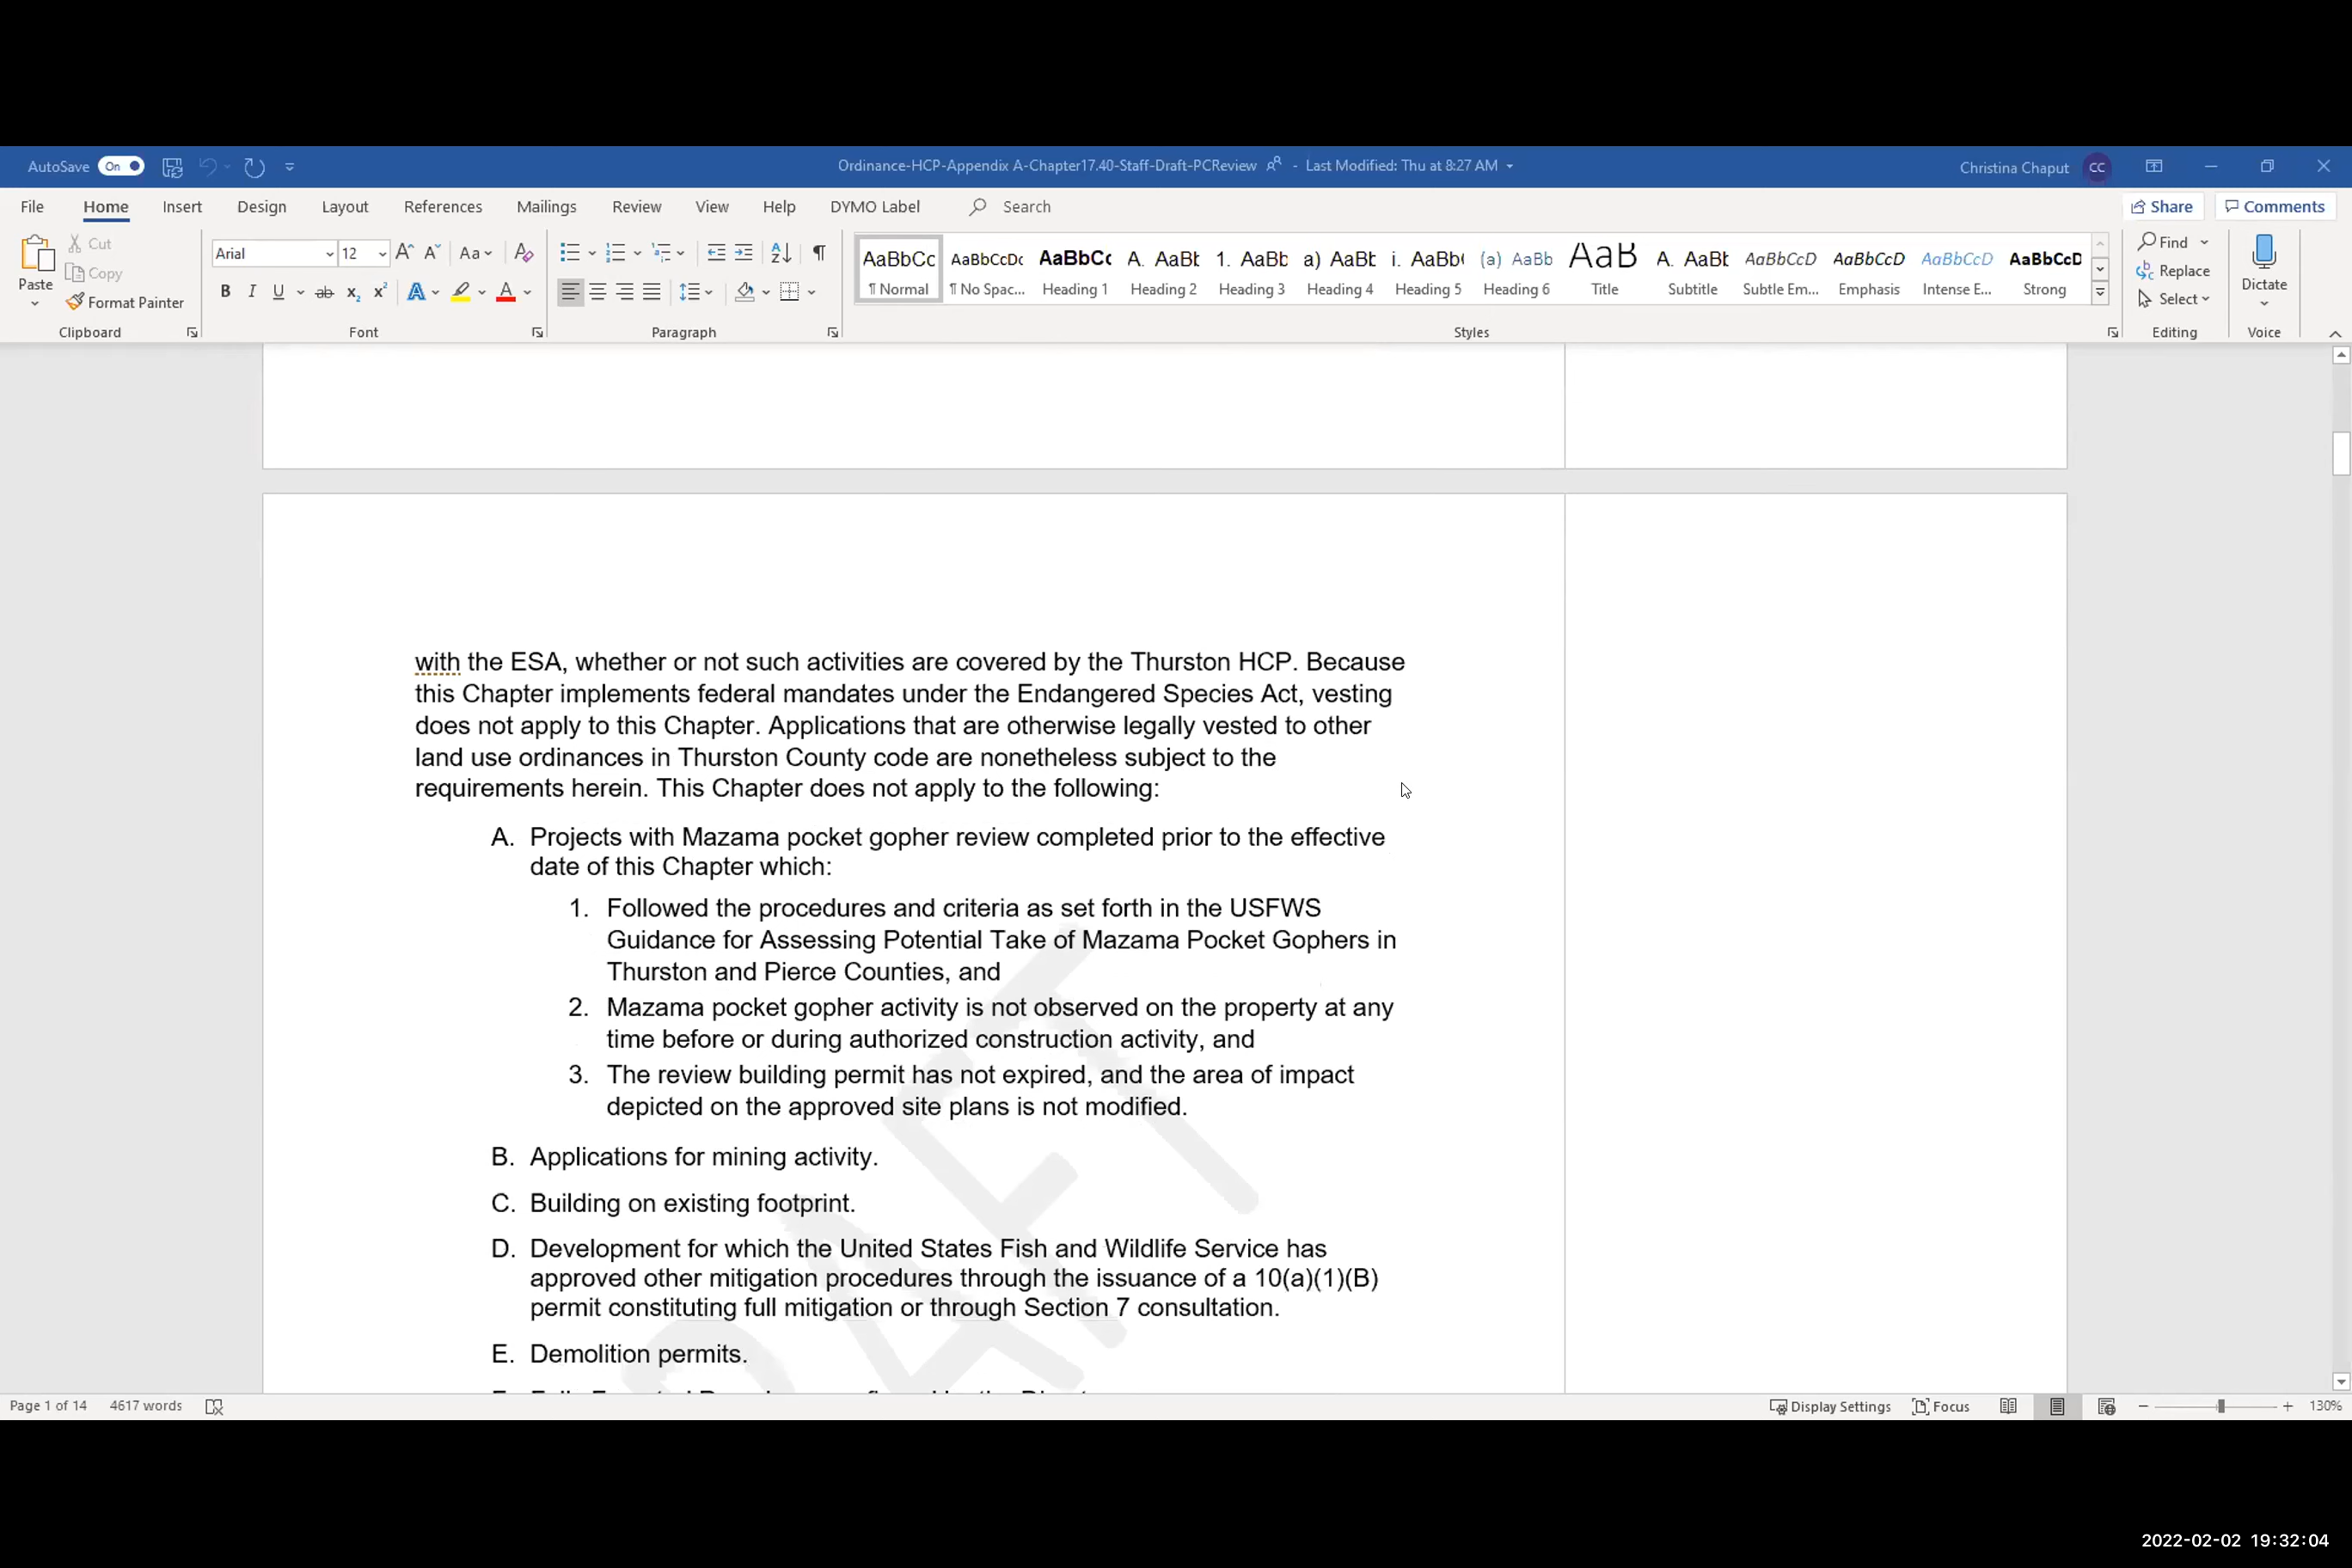 AutoSave On Ordinance-HCP-Appendix A-Chapter17.40-Staff-Draft-PCReview - Last Modified: Thu at 8:27 AM Christina Chaput CC
File Home Insert Design Layout References Mailings Review View Help DYMO Label Search Share Comments
Paste Cut Copy Format Painter
Arial 12
AaBbCc AaBbCcDc AaBbCc A. AaBb 1. AaBb a) AaBb i. AaBb (a) AaBb AaB A. AaBb AaBbCcD AaBbCcD AaBbCcD AaBbCcD
¶ Normal ¶ No Spac... Heading 1 Heading 2 Heading 3 Heading 4 Heading 5 Heading 6 Title Subtitle Subtle Em... Emphasis Intense E... Strong
Find Replace Select Dictate
Clipboard Font Paragraph Styles Editing Voice
with the ESA, whether or not such activities are covered by the Thurston HCP. Because
this Chapter implements federal mandates under the Endangered Species Act, vesting
does not apply to this Chapter. Applications that are otherwise legally vested to other
land use ordinances in Thurston County code are nonetheless subject to the
requirements herein. This Chapter does not apply to the following:
A. Projects with Mazama pocket gopher review completed prior to the effective
date of this Chapter which:
1. Followed the procedures and criteria as set forth in the USFWS
Guidance for Assessing Potential Take of Mazama Pocket Gophers in
Thurston and Pierce Counties, and
2. Mazama pocket gopher activity is not observed on the property at any
time before or during authorized construction activity, and
3. The review building permit has not expired, and the area of impact
depicted on the approved site plans is not modified.
B. Applications for mining activity.
C. Building on existing footprint.
D. Development for which the United States Fish and Wildlife Service has
approved other mitigation procedures through the issuance of a 10(a)(1)(B)
permit constituting full mitigation or through Section 7 consultation.
E. Demolition permits.
Page 1 of 14 4617 words Display Settings Focus 130%
2022-02-02 19:32:04